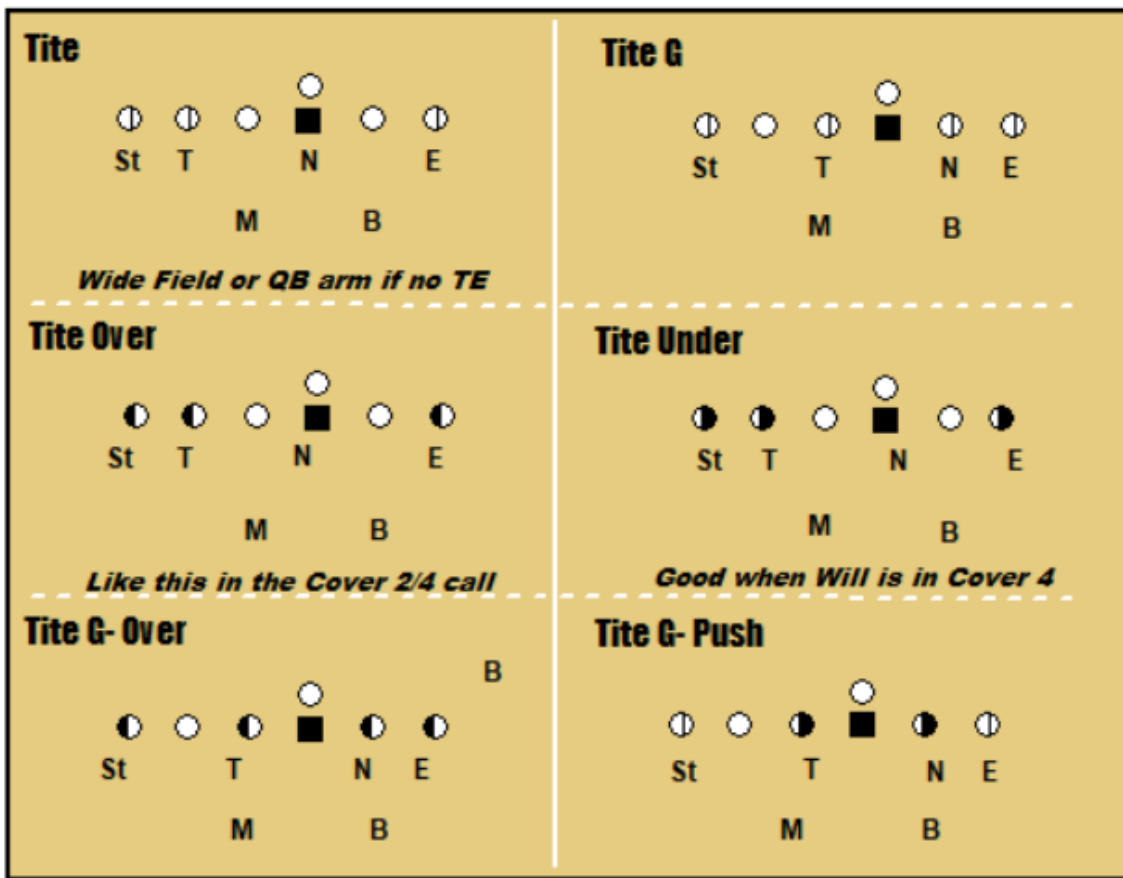 Tite
St T N E
M B
Wide Field or QB arm if no TE
Tite G
St T N E
M B
Tite Over
St T N E
M B
Like this in the Cover 2/4 call
Tite Under
St T N E
M B
Good when Will is in Cover 4
Tite G- Over
B
St T N E
M B
Tite G- Push
St T N E
M B